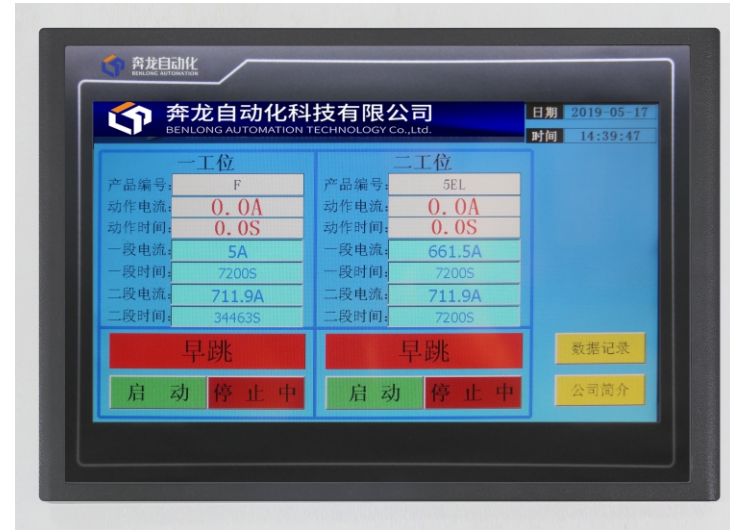 奔龙自动化
BENLONG AUTOMATION
奔龙自动化科技有限公司
BENLONG AUTOMATION TECHNOLOGY Co.,Ltd.
日期 2019-05-17
时间 14:39:47
一工位
产品编号: F
动作电流: 0.0A
动作时间: 0.0S
一段电流: 5A
一段时间: 7200S
二段电流: 711.9A
二段时间: 34463S
早跳
启动 停止中
二工位
产品编号: 5EL
动作电流: 0.0A
动作时间: 0.0S
一段电流: 661.5A
一段时间: 7200S
二段电流: 711.9A
二段时间: 7200S
早跳
启动 停止中
数据记录
公司简介